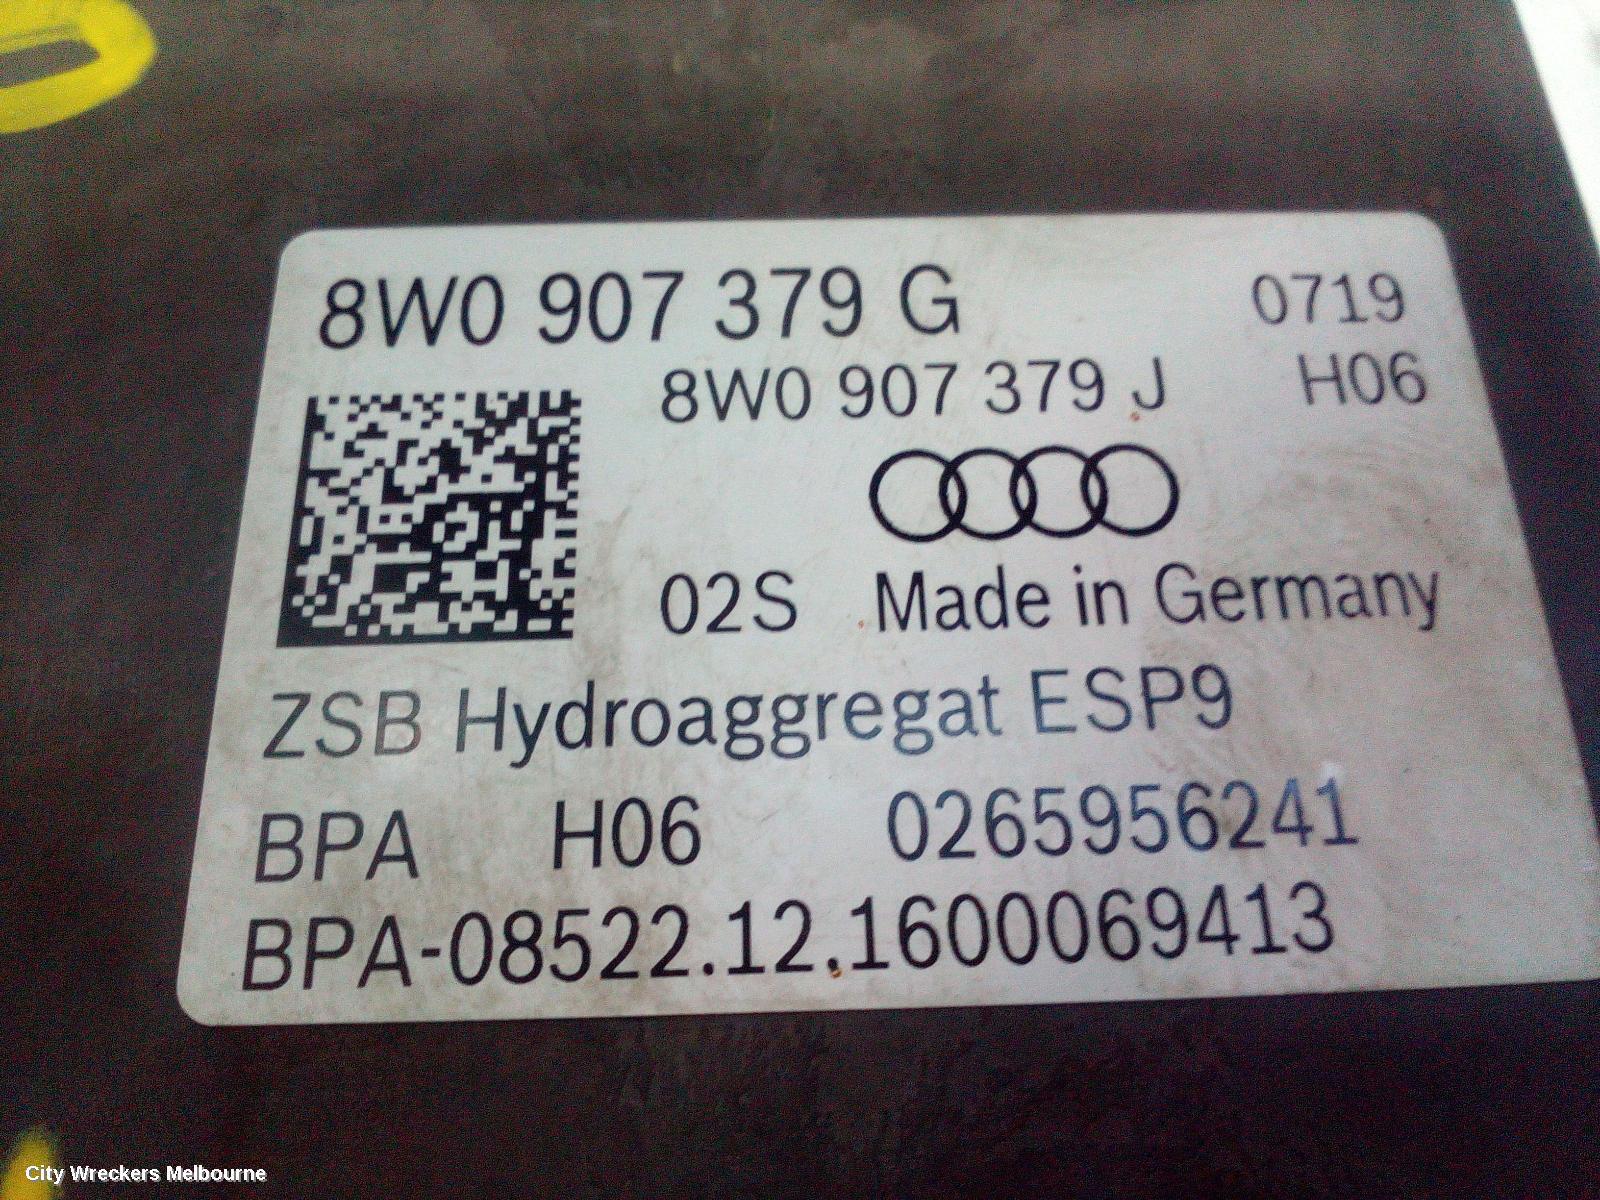 8W0 907 379 G 0719
8W0 907 379 J H06
02S Made in Germany
ZSB Hydroaggregat ESP9
BPA H06 0265956241
BPA-08522.12.1600069413
City Wreckers Melbourne